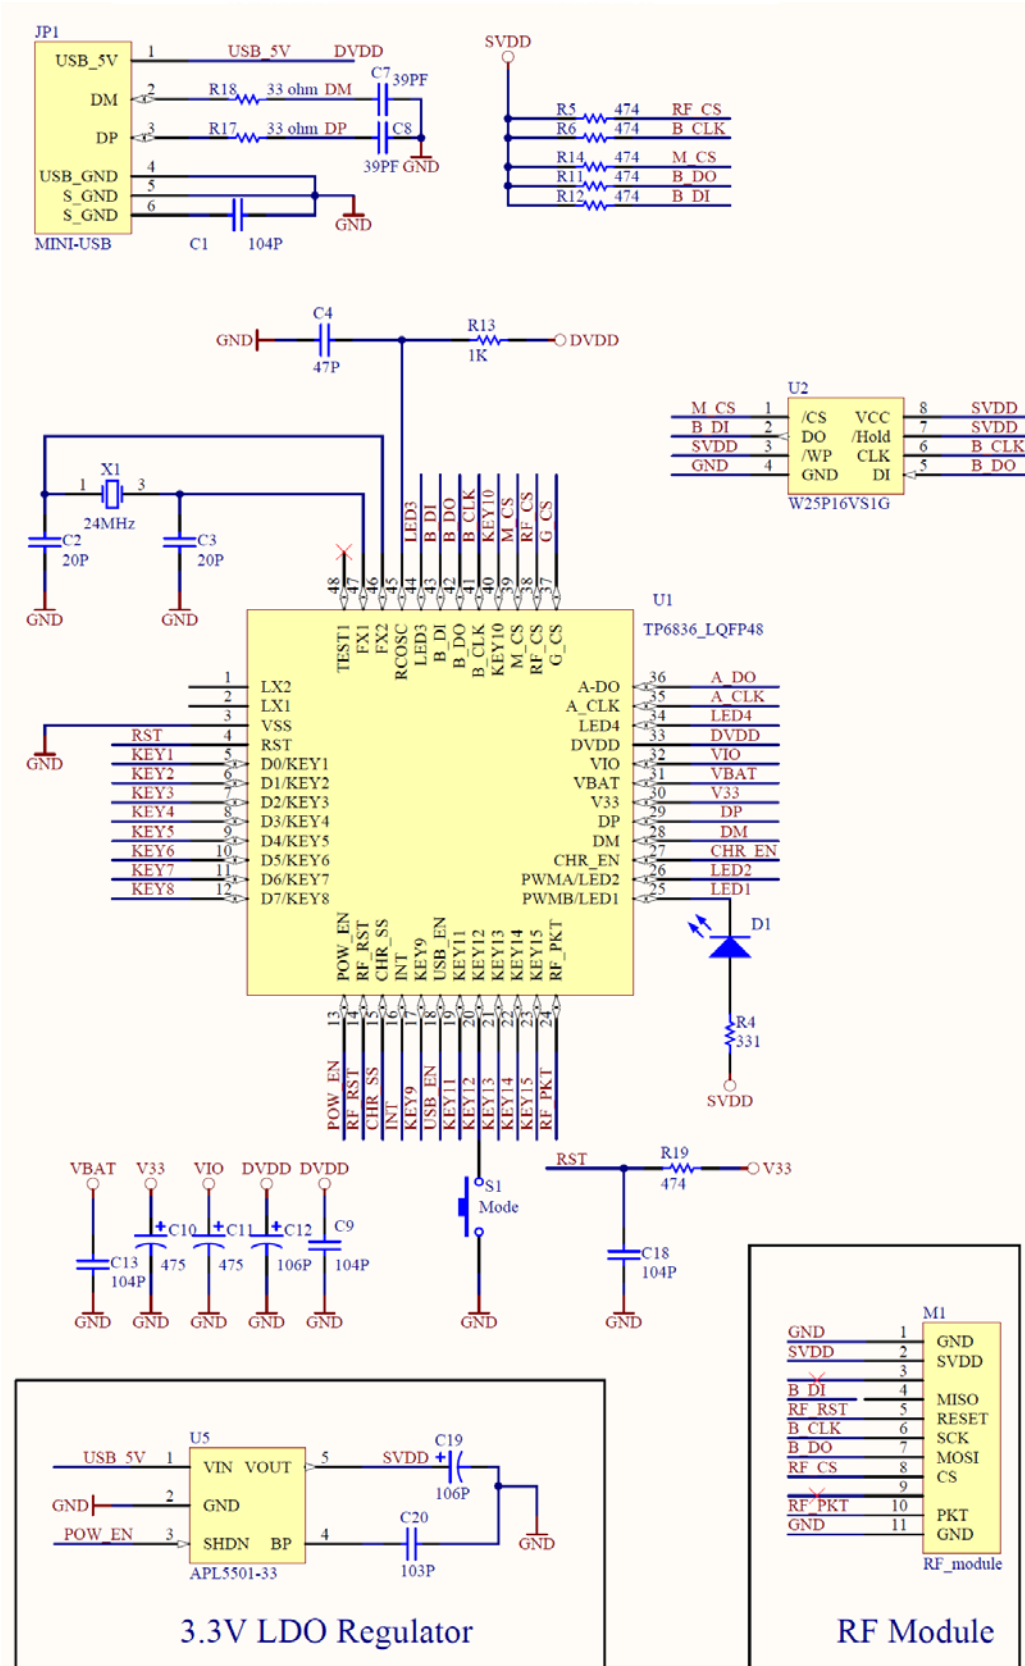 JP1
USB_5V 1 USB_5V DVDD
DM 2 R18 33 ohm DM C7 39PF
DP 3 R17 33 ohm DP C8 39PF GND
USB_GND 4
S_GND 5
S_GND 6
GND
MINI-USB C1 104P
SVDD
R5 474 RF_CS
R6 474 B_CLK
R14 474 M_CS
R11 474 B_DO
R12 474 B_DI
GND C4 47P R13 1K DVDD
U2
M_CS 1 /CS VCC 8 SVDD
B_DI 2 DO /Hold 7 SVDD
SVDD 3 /WP CLK 6 B_CLK
GND 4 GND DI 5 B_DO
W25P16VS1G
X1
1 3
24MHz
C2 20P
C3 20P
GND GND
LED3 B_DI B_DO B_CLK KEY10 M_CS RF_CS G_CS
48 47 46 45 44 43 42 41 40 39 38 37
TEST1 FX1 FX2 RCOSC LED3 B_DI B_DO B_CLK KEY10 M_CS RF_CS G_CS
U1
TP6836_LQFP48
1 LX2
2 LX1
3 VSS
GND
RST 4 RST
KEY1 5 D0/KEY1
KEY2 6 D1/KEY2
KEY3 7 D2/KEY3
KEY4 8 D3/KEY4
KEY5 9 D4/KEY5
KEY6 10 D5/KEY6
KEY7 11 D6/KEY7
KEY8 12 D7/KEY8
A-DO 36 A_DO
A_CLK 35 A_CLK
LED4 34 LED4
DVDD 33 DVDD
VIO 32 VIO
VBAT 31 VBAT
V33 30 V33
DP 29 DP
DM 28 DM
CHR_EN 27 CHR_EN
PWMA/LED2 26 LED2
PWMB/LED1 25 LED1
POW_EN RF_RST CHR_SS INT KEY9 USB_EN KEY11 KEY12 KEY13 KEY14 KEY15 RF_PKT
13 14 15 16 17 18 19 20 21 22 23 24
POW_EN RF_RST CHR_SS INT KEY9 USB_EN KEY11 KEY12 KEY13 KEY14 KEY15 RF_PKT
D1
R4
331
SVDD
S1
Mode
GND
RST R19 474 V33
C18
104P
GND
VBAT V33 VIO DVDD DVDD
C13 104P
C10 475
C11 475
C12 106P
C9 104P
GND GND GND GND GND
U5
USB_5V 1 VIN VOUT 5 SVDD C19 106P
GND 2 GND
POW_EN 3 SHDN BP 4 C20 103P
GND
APL5501-33
3.3V LDO Regulator
M1
GND 1 GND
SVDD 2 SVDD
3
B_DI 4 MISO
RF_RST 5 RESET
B_CLK 6 SCK
B_DO 7 MOSI
RF_CS 8 CS
9
RF_PKT 10 PKT
GND 11 GND
RF_module
RF Module